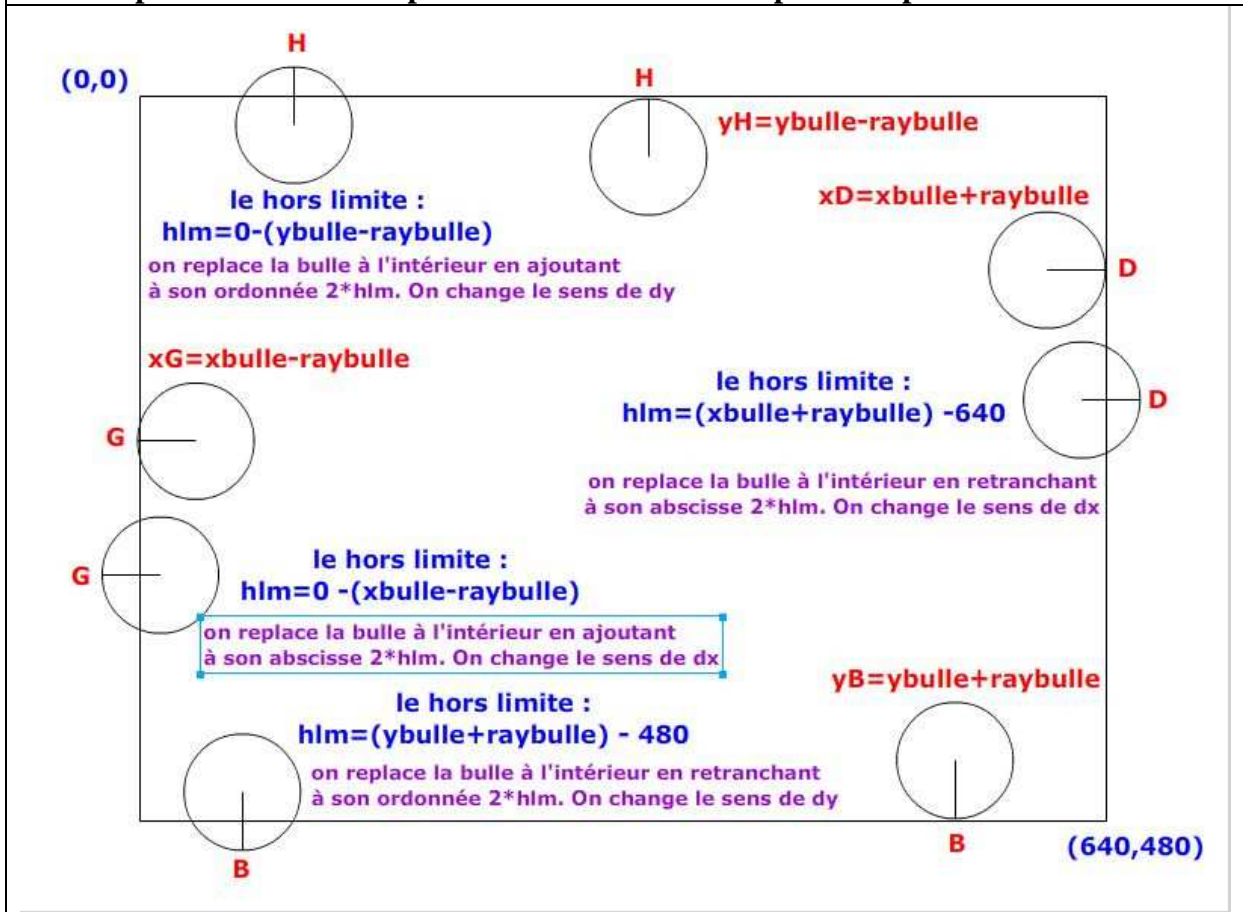 H
(0,0)
H
yH=ybulle-raybulle
xD=xbulle+raybulle
le hors limite :
hlm=0-(ybulle-raybulle)
on replace la bulle à l'intérieur en ajoutant
à son ordonnée 2*hlm. On change le sens de dy
D
xG=xbulle-raybulle
le hors limite :
hlm=(xbulle+raybulle) -640
D
G
on replace la bulle à l'intérieur en retranchant
à son abscisse 2*hlm. On change le sens de dx
le hors limite :
hlm=0 -(xbulle-raybulle)
G
on replace la bulle à l'intérieur en ajoutant
à son abscisse 2*hlm. On change le sens de dx
yB=ybulle+raybulle
le hors limite :
hlm=(ybulle+raybulle) - 480
on replace la bulle à l'intérieur en retranchant
à son ordonnée 2*hlm. On change le sens de dy
B
B
(640,480)